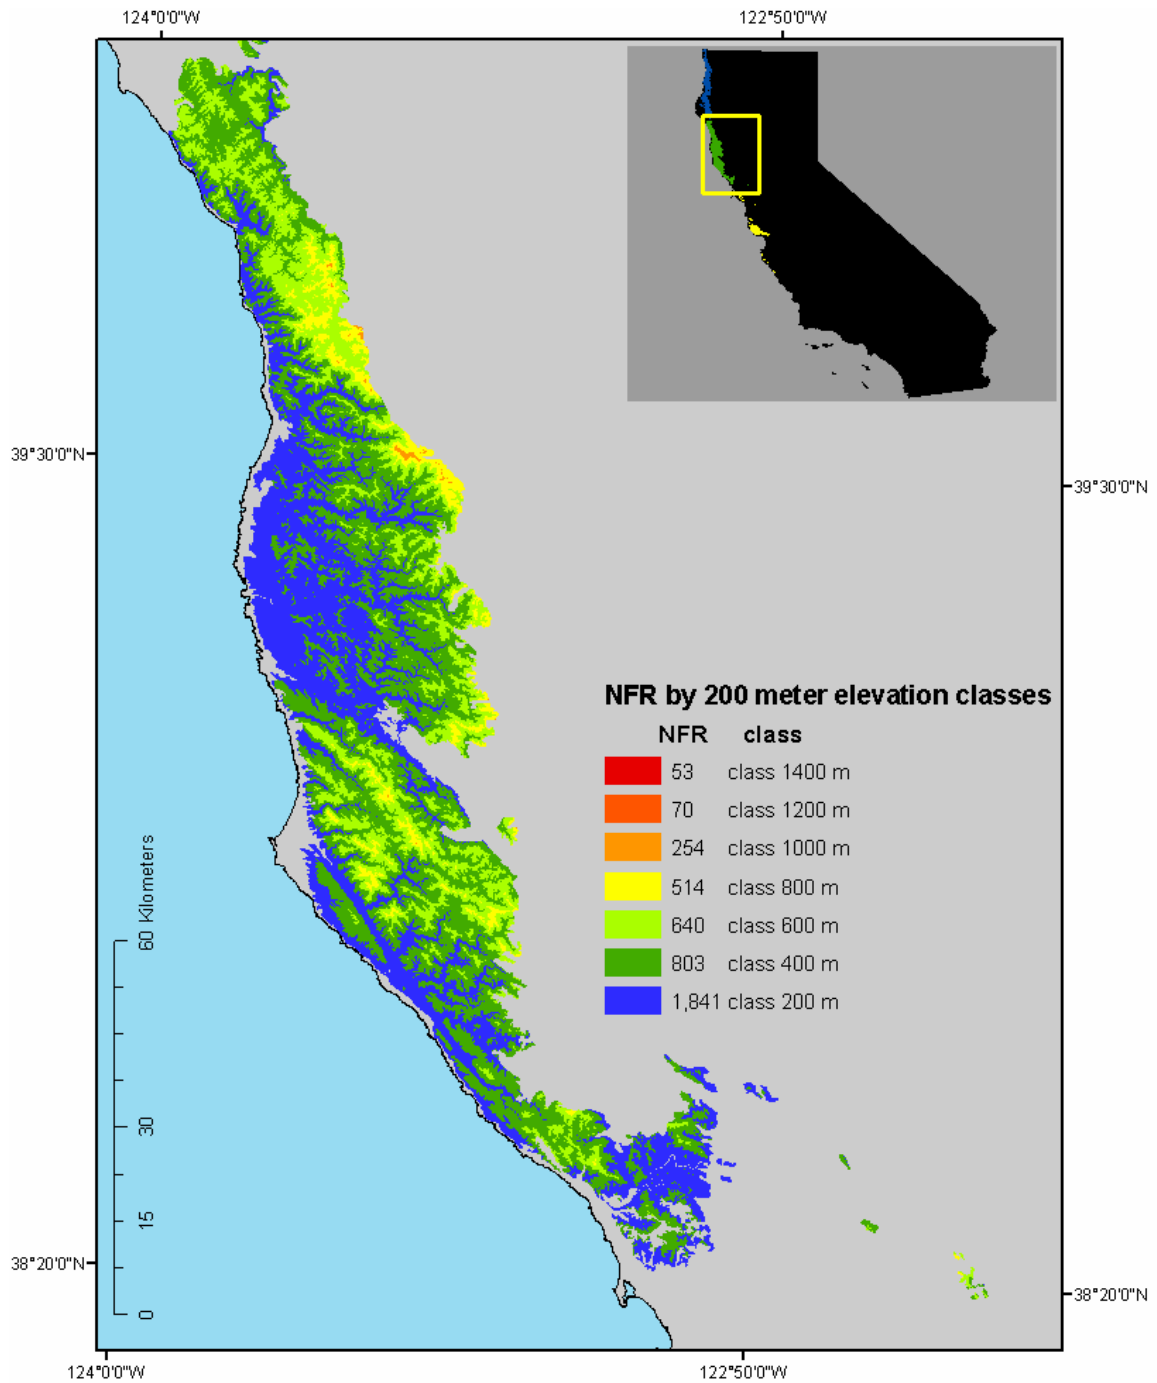 124°0'0"W 122°50'0"W
39°30'0"N
39°30'0"N
NFR by 200 meter elevation classes
NFR class
53 class 1400 m
70 class 1200 m
254 class 1000 m
514 class 800 m
640 class 600 m
803 class 400 m
1,841 class 200 m
60 Kilometers
30
15
0
38°20'0"N
38°20'0"N
124°0'0"W 122°50'0"W